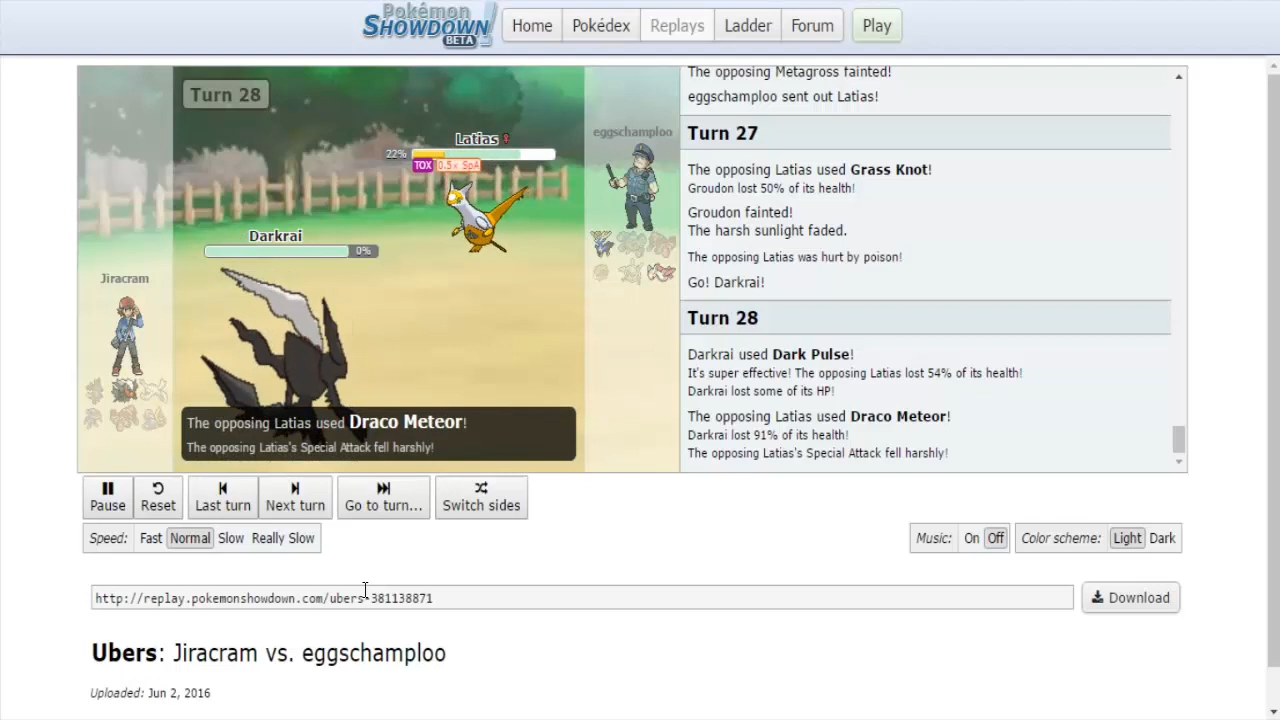 Pokémon
SHOWDOWN!
BETA
Home
Pokédex
Replays
Ladder
Forum
Play
Turn 28
Latias
22%
TOX 0.5× SpA
Darkrai
0%
Jiracram
eggschamploo
The opposing Latias used Draco Meteor!
The opposing Latias's Special Attack fell harshly!
The opposing Metagross fainted!
eggschamploo sent out Latias!
Turn 27
The opposing Latias used Grass Knot!
Groudon lost 50% of its health!
Groudon fainted!
The harsh sunlight faded.
The opposing Latias was hurt by poison!
Go! Darkrai!
Turn 28
Darkrai used Dark Pulse!
It's super effective! The opposing Latias lost 54% of its health!
Darkrai lost some of its HP!
The opposing Latias used Draco Meteor!
Darkrai lost 91% of its health!
The opposing Latias's Special Attack fell harshly!
Pause
Reset
Last turn
Next turn
Go to turn...
Switch sides
Speed: Fast Normal Slow Really Slow
Music: On Off
Color scheme: Light Dark
http://replay.pokemonshowdown.com/ubers-381138871
Download
Ubers: Jiracram vs. eggschamploo
Uploaded: Jun 2, 2016